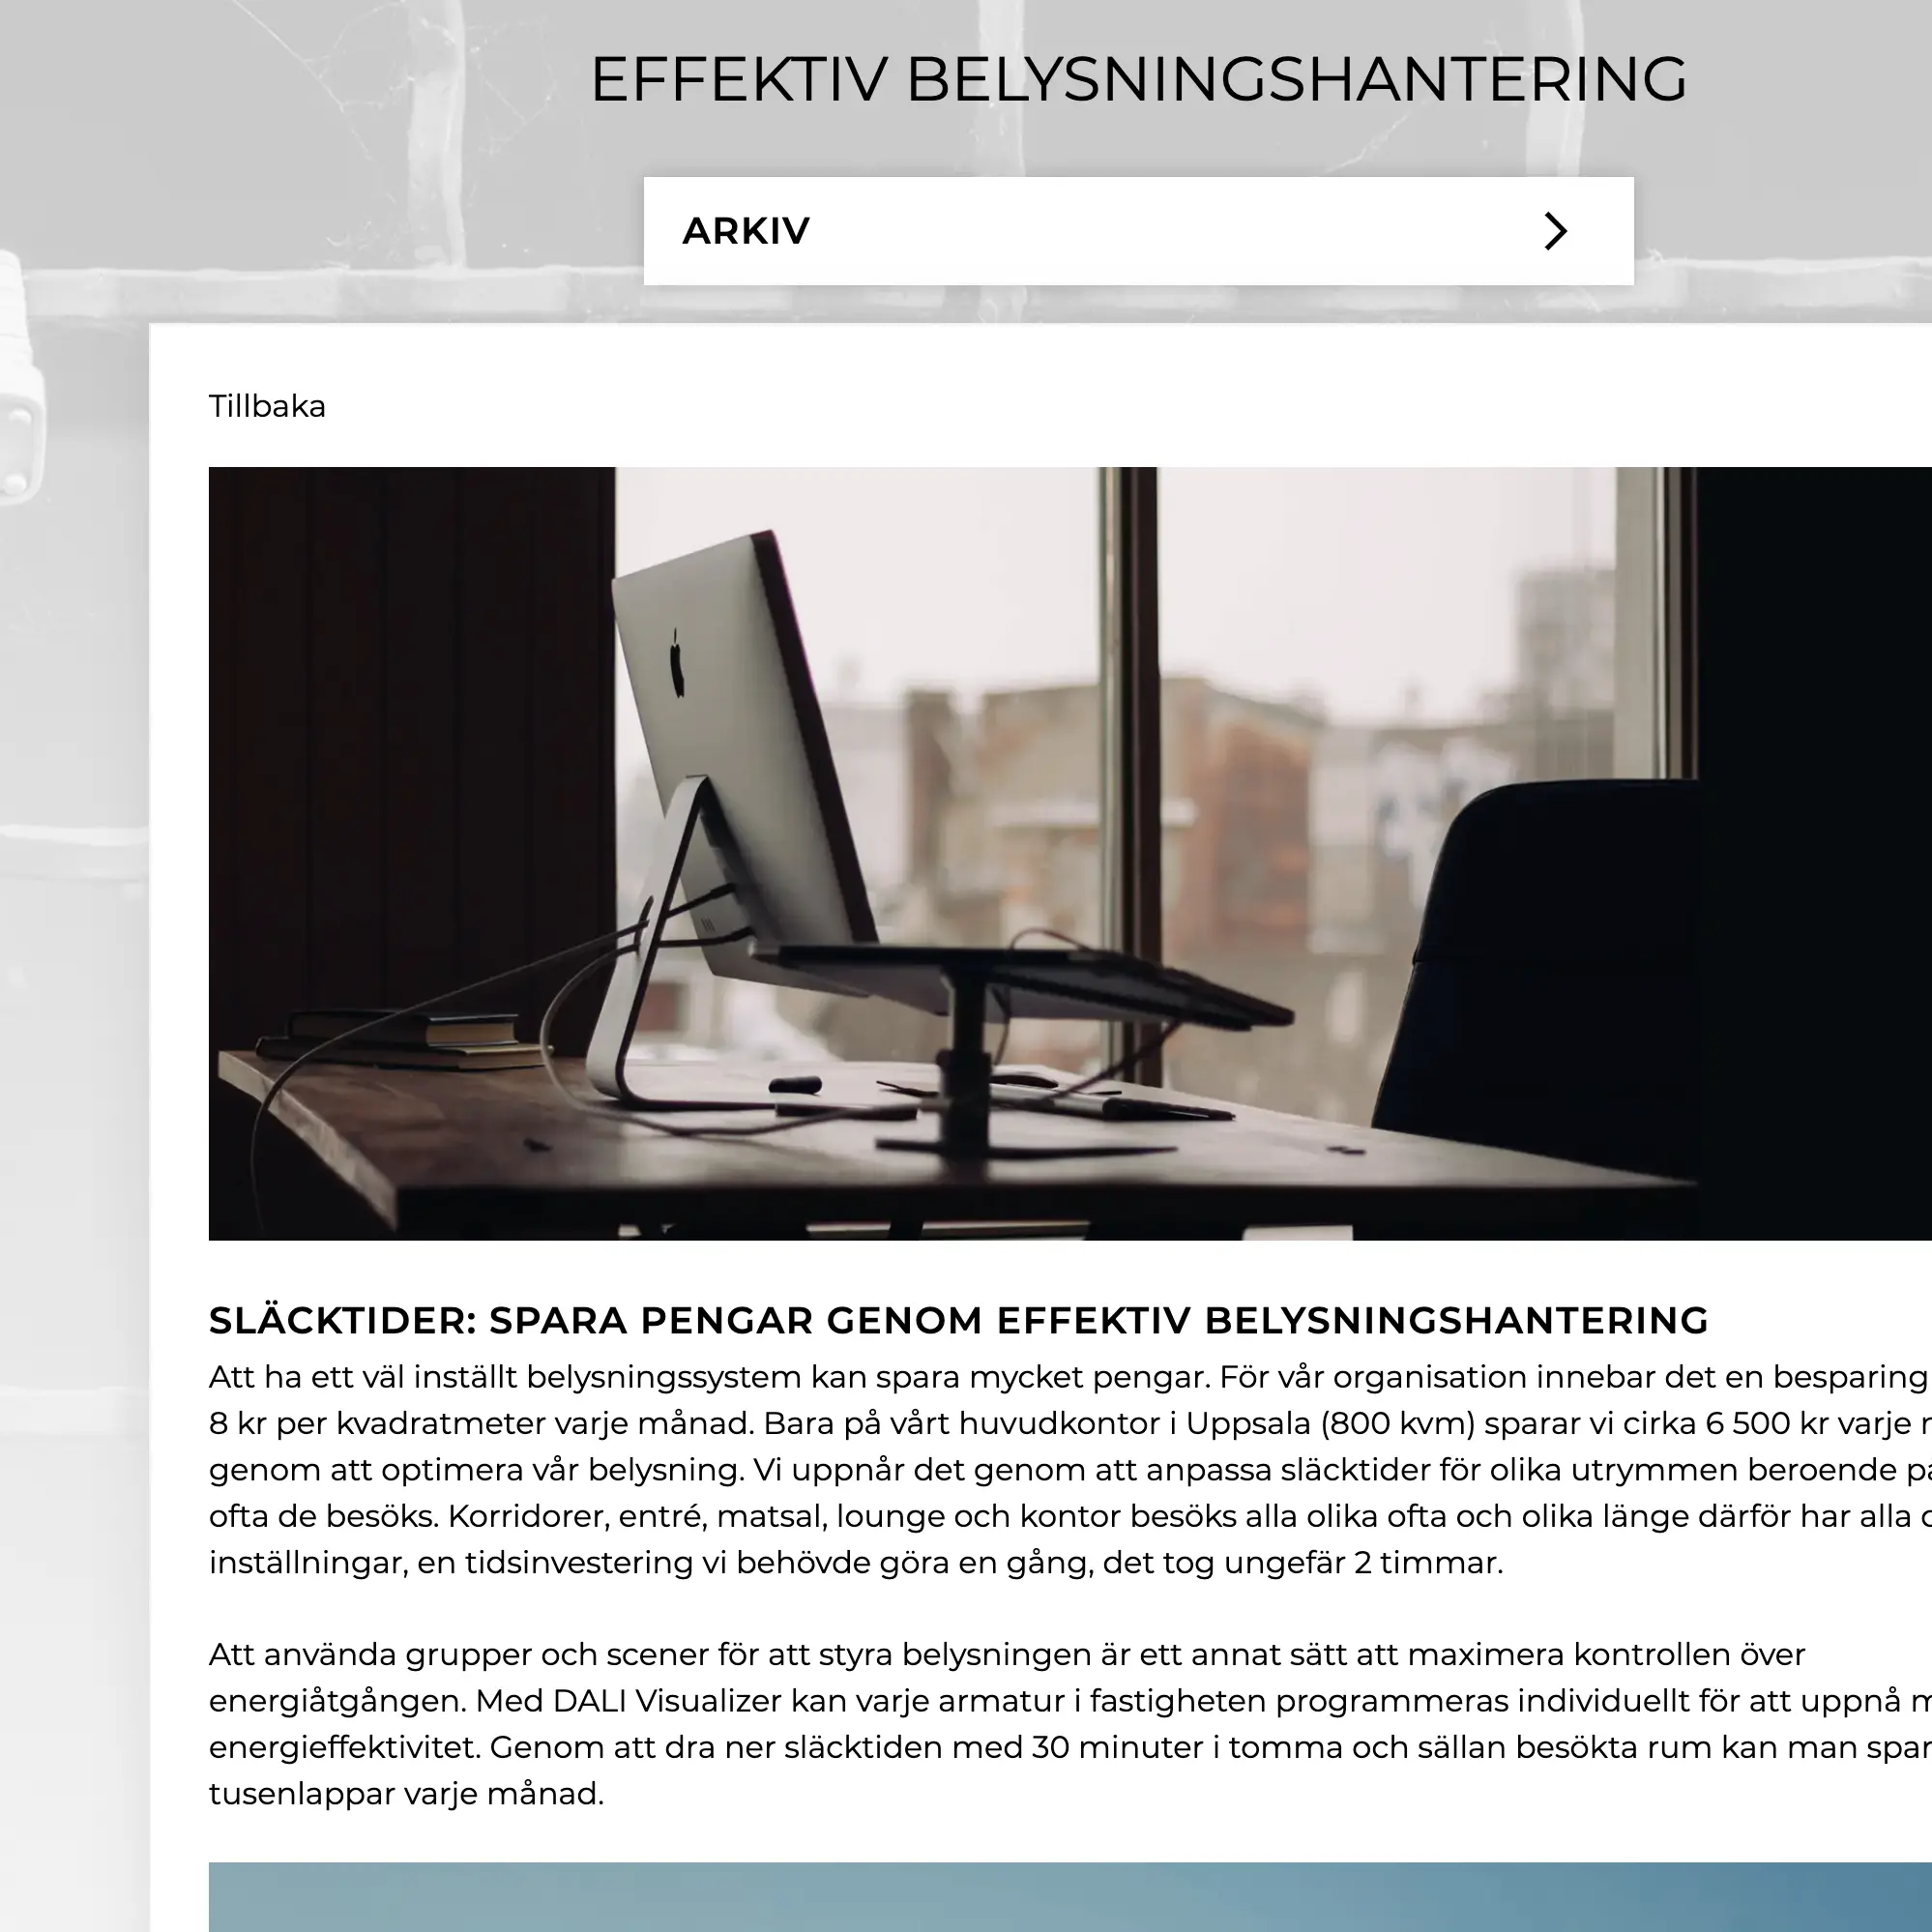 EFFEKTIV BELYSNINGSHANTERING
ARKIV
Tillbaka
SLÄCKTIDER: SPARA PENGAR GENOM EFFEKTIV BELYSNINGSHANTERING
Att ha ett väl inställt belysningssystem kan spara mycket pengar. För vår organisation innebar det en besparing
8 kr per kvadratmeter varje månad. Bara på vårt huvudkontor i Uppsala (800 kvm) sparar vi cirka 6 500 kr varje
genom att optimera vår belysning. Vi uppnår det genom att anpassa släcktider för olika utrymmen beroende
ofta de besöks. Korridorer, entré, matsal, lounge och kontor besöks alla olika ofta och olika länge därför har alla
inställningar, en tidsinvestering vi behövde göra en gång, det tog ungefär 2 timmar.
Att använda grupper och scener för att styra belysningen är ett annat sätt att maximera kontrollen över
energiåtgången. Med DALI Visualizer kan varje armatur i fastigheten programmeras individuellt för att uppnå
energieffektivitet. Genom att dra ner släcktiden med 30 minuter i tomma och sällan besökta rum kan man
tusenlappar varje månad.